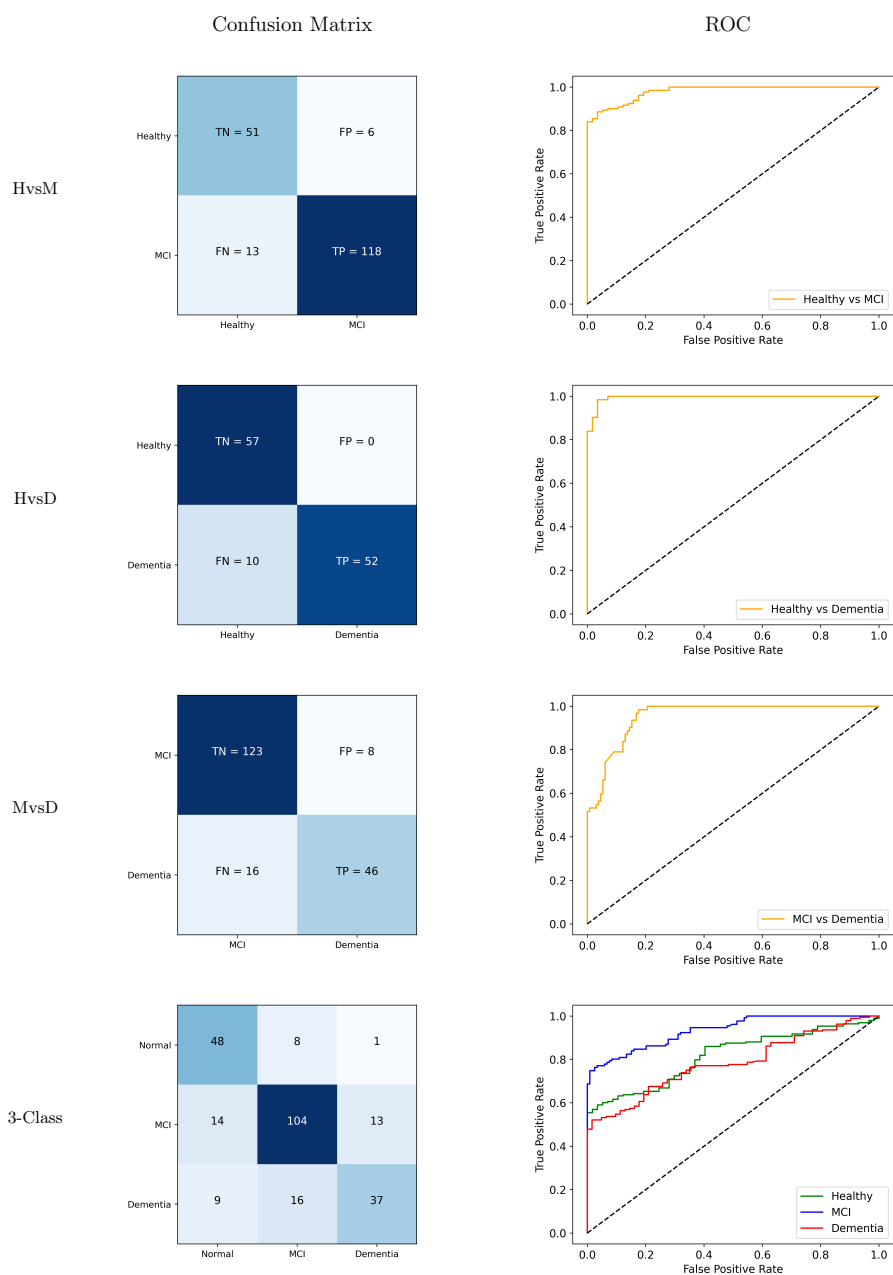 Confusion Matrix
ROC
HvsM
Healthy
MCI
TN = 51
FP = 6
FN = 13
TP = 118
Healthy
MCI
True Positive Rate
1.0
0.8
0.6
0.4
0.2
0.0
Healthy vs MCI
0.0 0.2 0.4 0.6 0.8 1.0
False Positive Rate
HvsD
Healthy
Dementia
TN = 57
FP = 0
FN = 10
TP = 52
Healthy
Dementia
True Positive Rate
1.0
0.8
0.6
0.4
0.2
0.0
Healthy vs Dementia
0.0 0.2 0.4 0.6 0.8 1.0
False Positive Rate
MvsD
MCI
Dementia
TN = 123
FP = 8
FN = 16
TP = 46
MCI
Dementia
True Positive Rate
1.0
0.8
0.6
0.4
0.2
0.0
MCI vs Dementia
0.0 0.2 0.4 0.6 0.8 1.0
False Positive Rate
3-Class
Normal
MCI
Dementia
48 8 1
14 104 13
9 16 37
Normal
MCI
Dementia
True Positive Rate
1.0
0.8
0.6
0.4
0.2
0.0
Healthy
MCI
Dementia
0.0 0.2 0.4 0.6 0.8 1.0
False Positive Rate